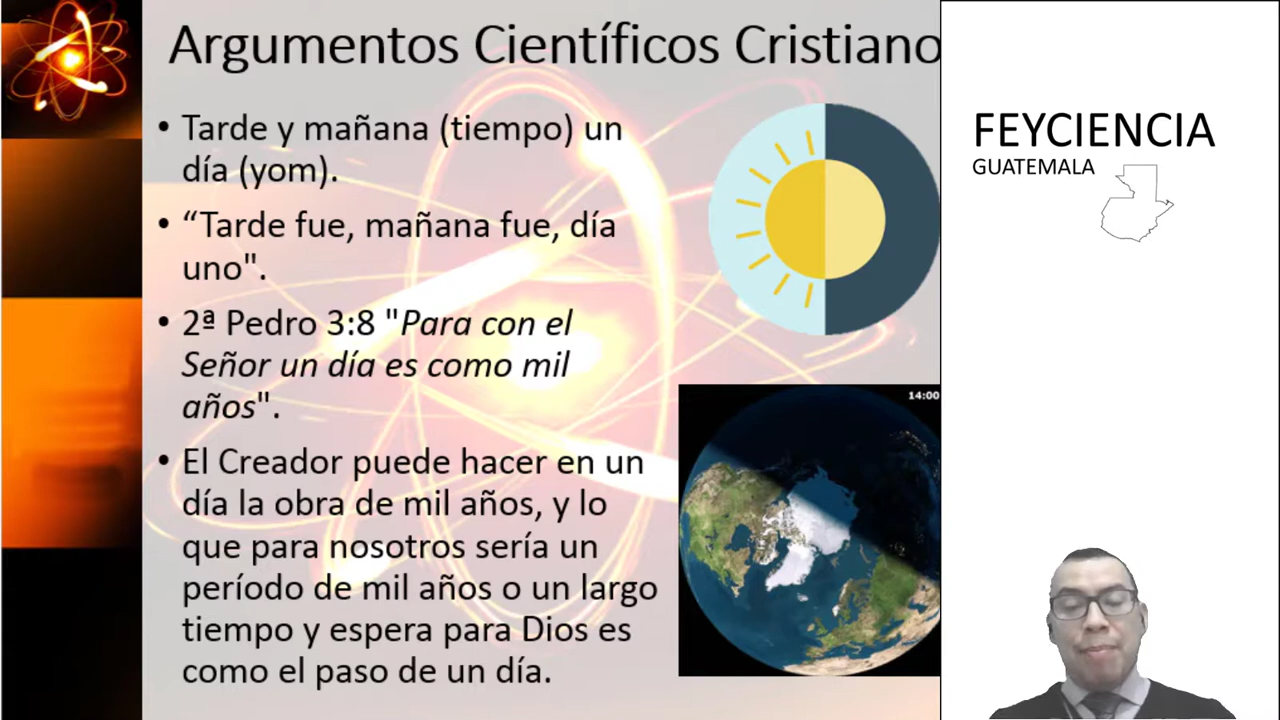 Argumentos Científicos Cristiano
• Tarde y mañana (tiempo) un
día (yom).
• “Tarde fue, mañana fue, día
uno".
• 2ª Pedro 3:8 "Para con el
Señor un día es como mil
años".
• El Creador puede hacer en un
día la obra de mil años, y lo
que para nosotros sería un
período de mil años o un largo
tiempo y espera para Dios es
como el paso de un día.
14:00
FEYCIENCIA
GUATEMALA